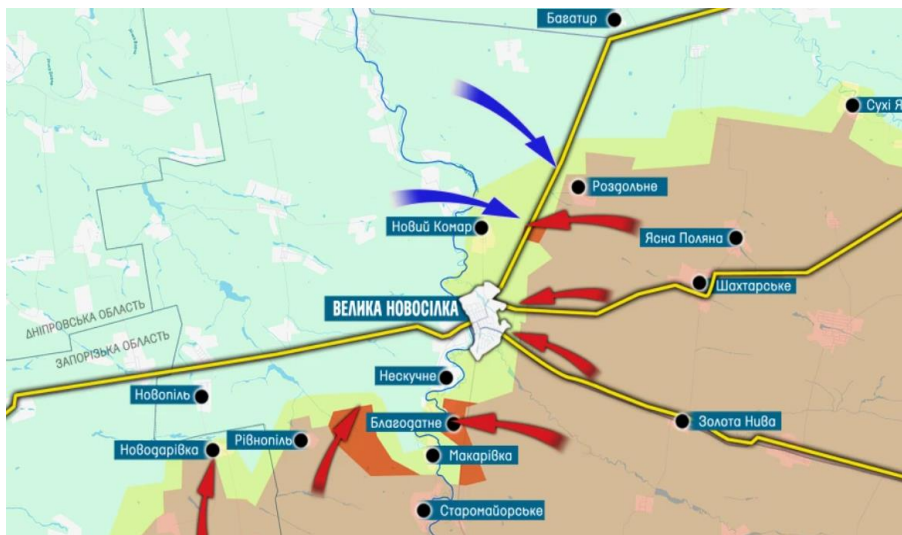 Багатир
Сухі Я
Роздольне
Новий Комар
Ясна Поляна
Шахтарське
ДНІПРОВСЬКА ОБЛАСТЬ
ВЕЛИКА НОВОСІЛКА
ЗАПОРІЗЬКА ОБЛАСТЬ
Нескучне
Новопіль
Благодатне
Золота Нива
Рівнопіль
Новодарівка
Макарівка
Старомайорське